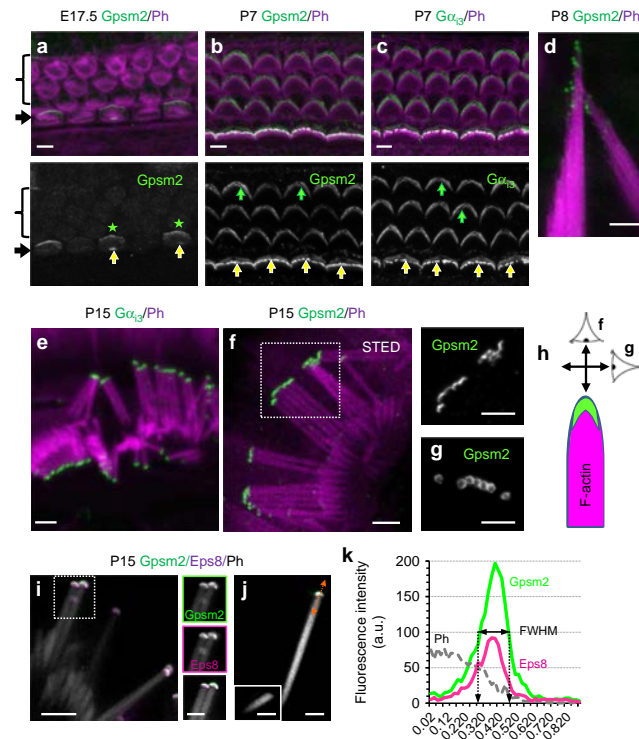 E17.5 Gpsm2/Ph
P7 Gpsm2/Ph
P7 Gαi3/Ph
P8 Gpsm2/Ph
a
b
c
d
Gpsm2
Gpsm2
Gαi3
P15 Gαi3/Ph
P15 Gpsm2/Ph
e
f
STED
Gpsm2
g
Gpsm2
h
f
g
F-actin
P15 Gpsm2/Eps8/Ph
i
Gpsm2
Eps8
j
k
Fluorescence intensity
(a.u.)
200
150
100
50
0
Gpsm2
FWHM
Ph
Eps8
0.02
0.12
0.220
0.320
0.420
0.520
0.620
0.720
0.820